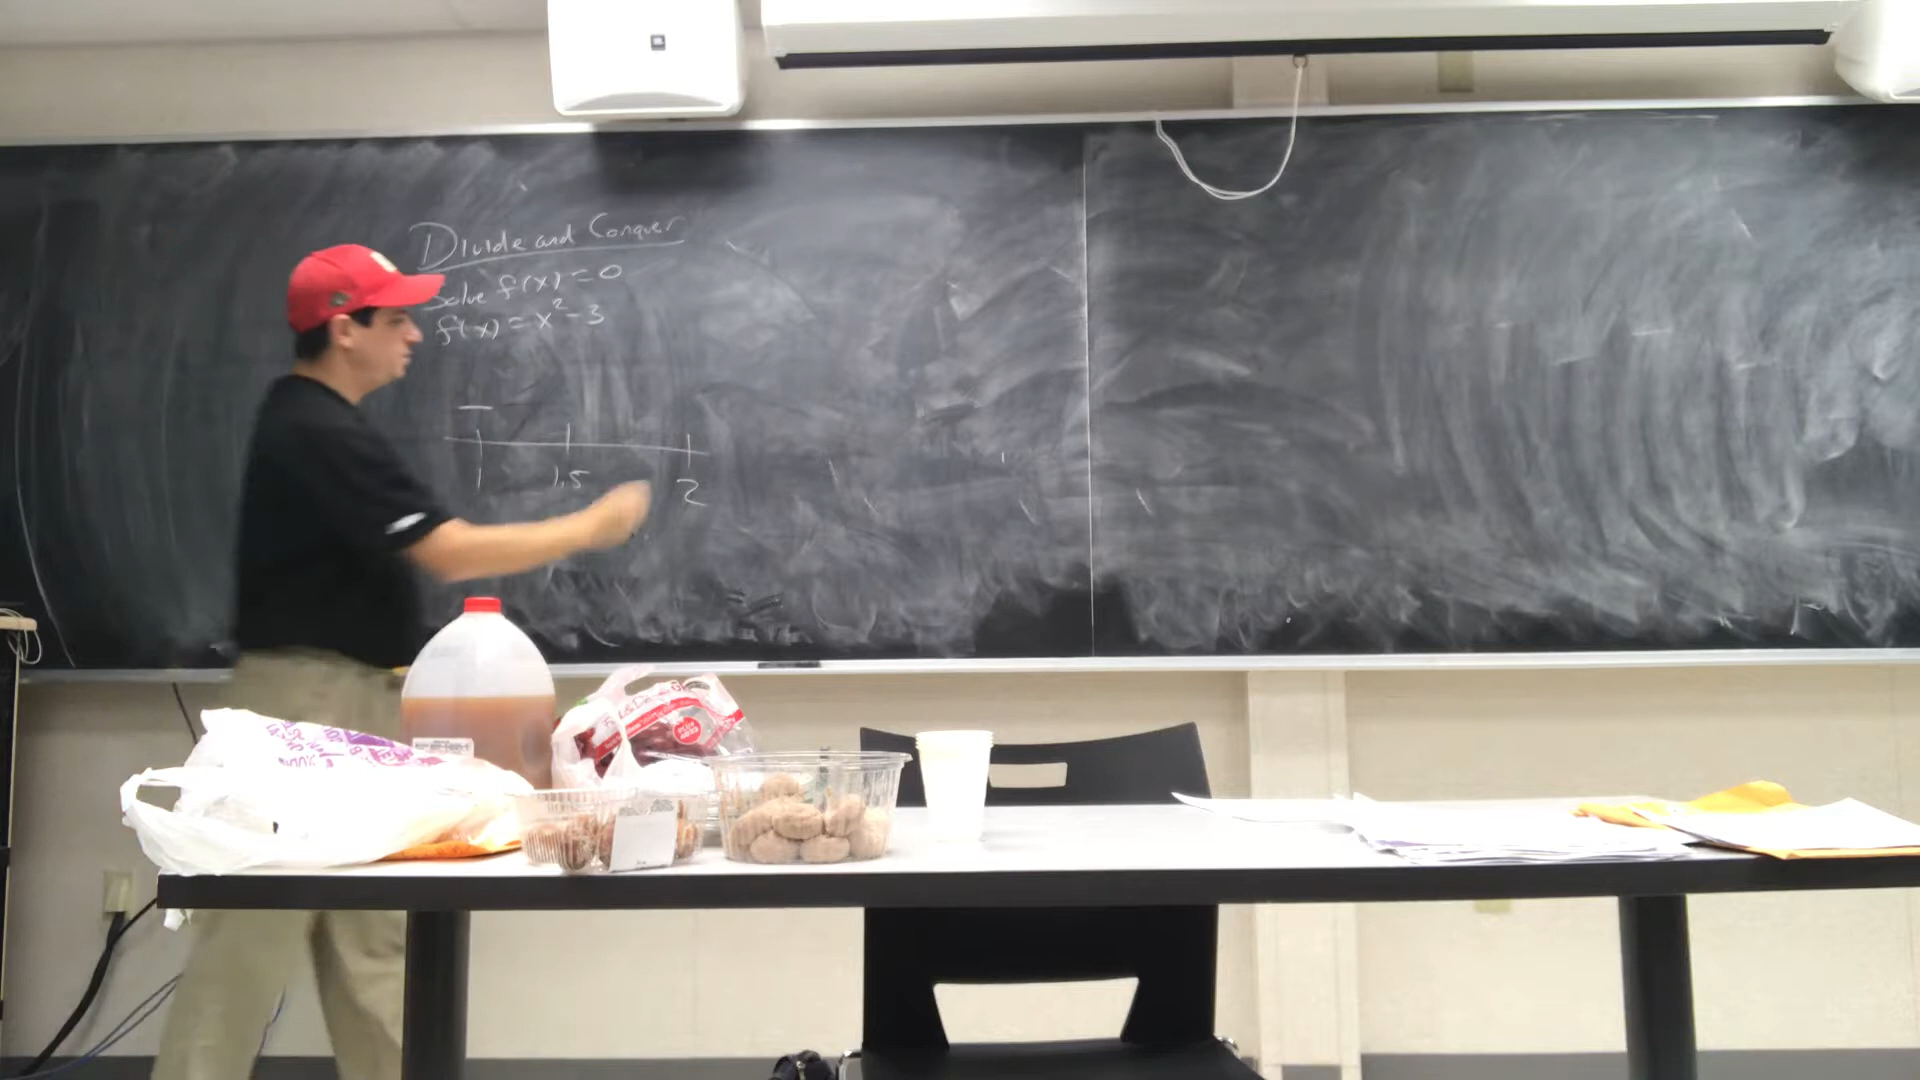 Divide and Conquer
Solve f(x)=0
f(x)=x²-3
—
1 1.5 2